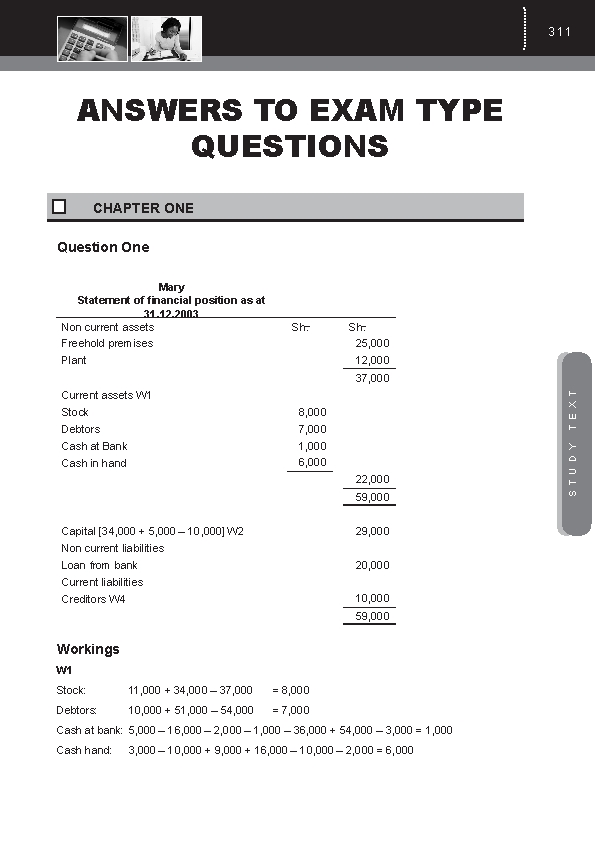 311
ANSWERS TO EXAM TYPE
QUESTIONS
CHAPTER ONE
Question One
Mary
Statement of financial position as at
31.12.2003
Non current assets Sh: Sh:
Freehold premises 25,000
Plant 12,000
37,000
Current assets W1
Stock 8,000
Debtors 7,000
Cash at Bank 1,000
Cash in hand 6,000
22,000
59,000
Capital [34,000 + 5,000 – 10,000] W2 29,000
Non current liabilities
Loan from bank 20,000
Current liabilities
Creditors W4 10,000
59,000
STUDY TEXT
Workings
W1
Stock: 11,000 + 34,000 – 37,000 = 8,000
Debtors: 10,000 + 51,000 – 54,000 = 7,000
Cash at bank: 5,000 – 16,000 – 2,000 – 1,000 – 36,000 + 54,000 – 3,000 = 1,000
Cash hand: 3,000 – 10,000 + 9,000 + 16,000 – 10,000 – 2,000 = 6,000